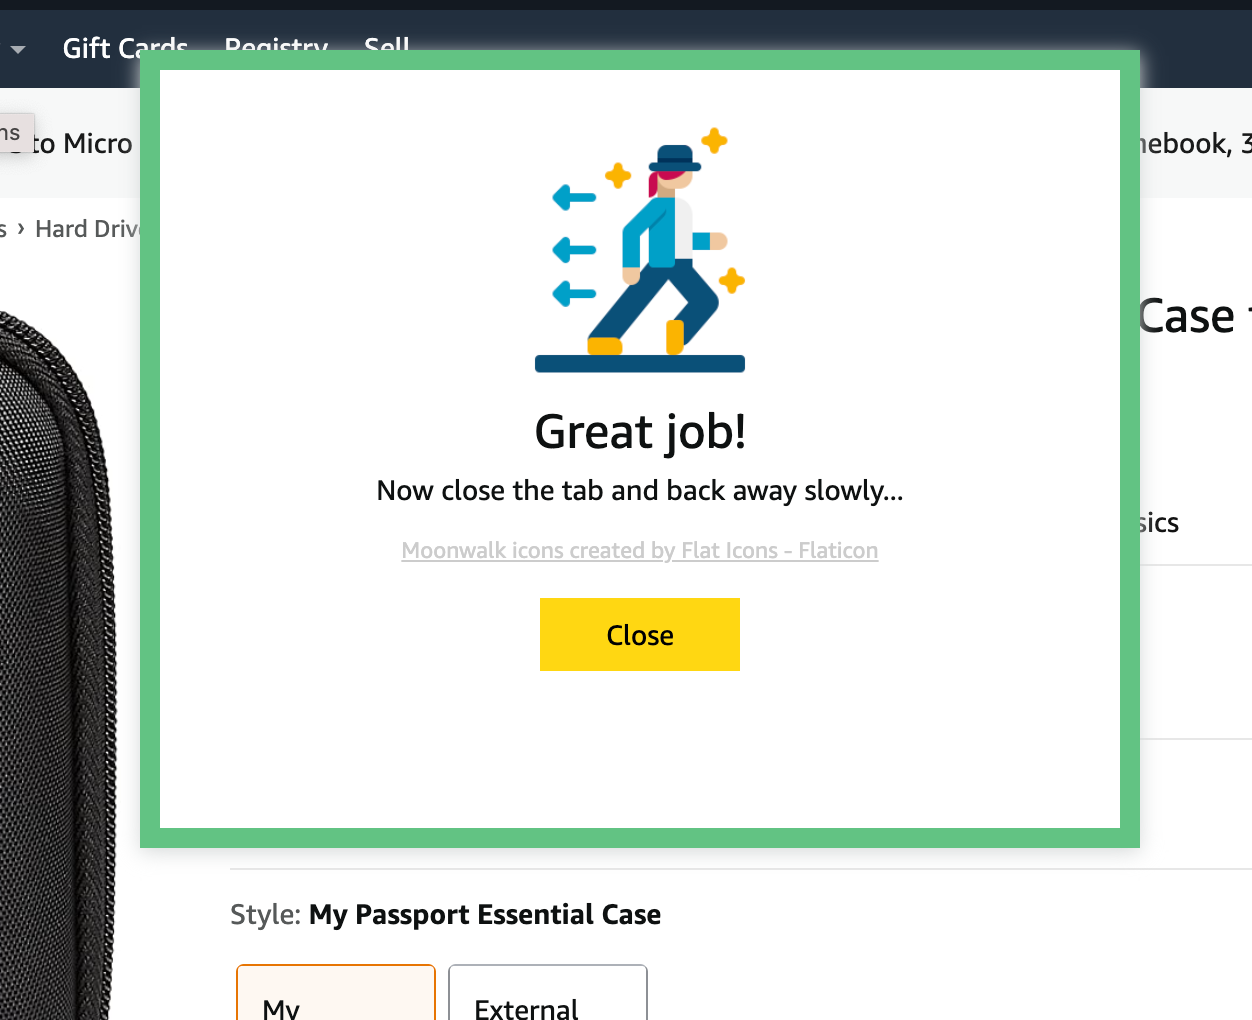 Gift Cards Registry Sell
ns
to Micro
nebook, 3
s › Hard Drive
Case
Great job!
Now close the tab and back away slowly...
sics
Moonwalk icons created by Flat Icons - Flaticon
Close
Style: My Passport Essential Case
My External